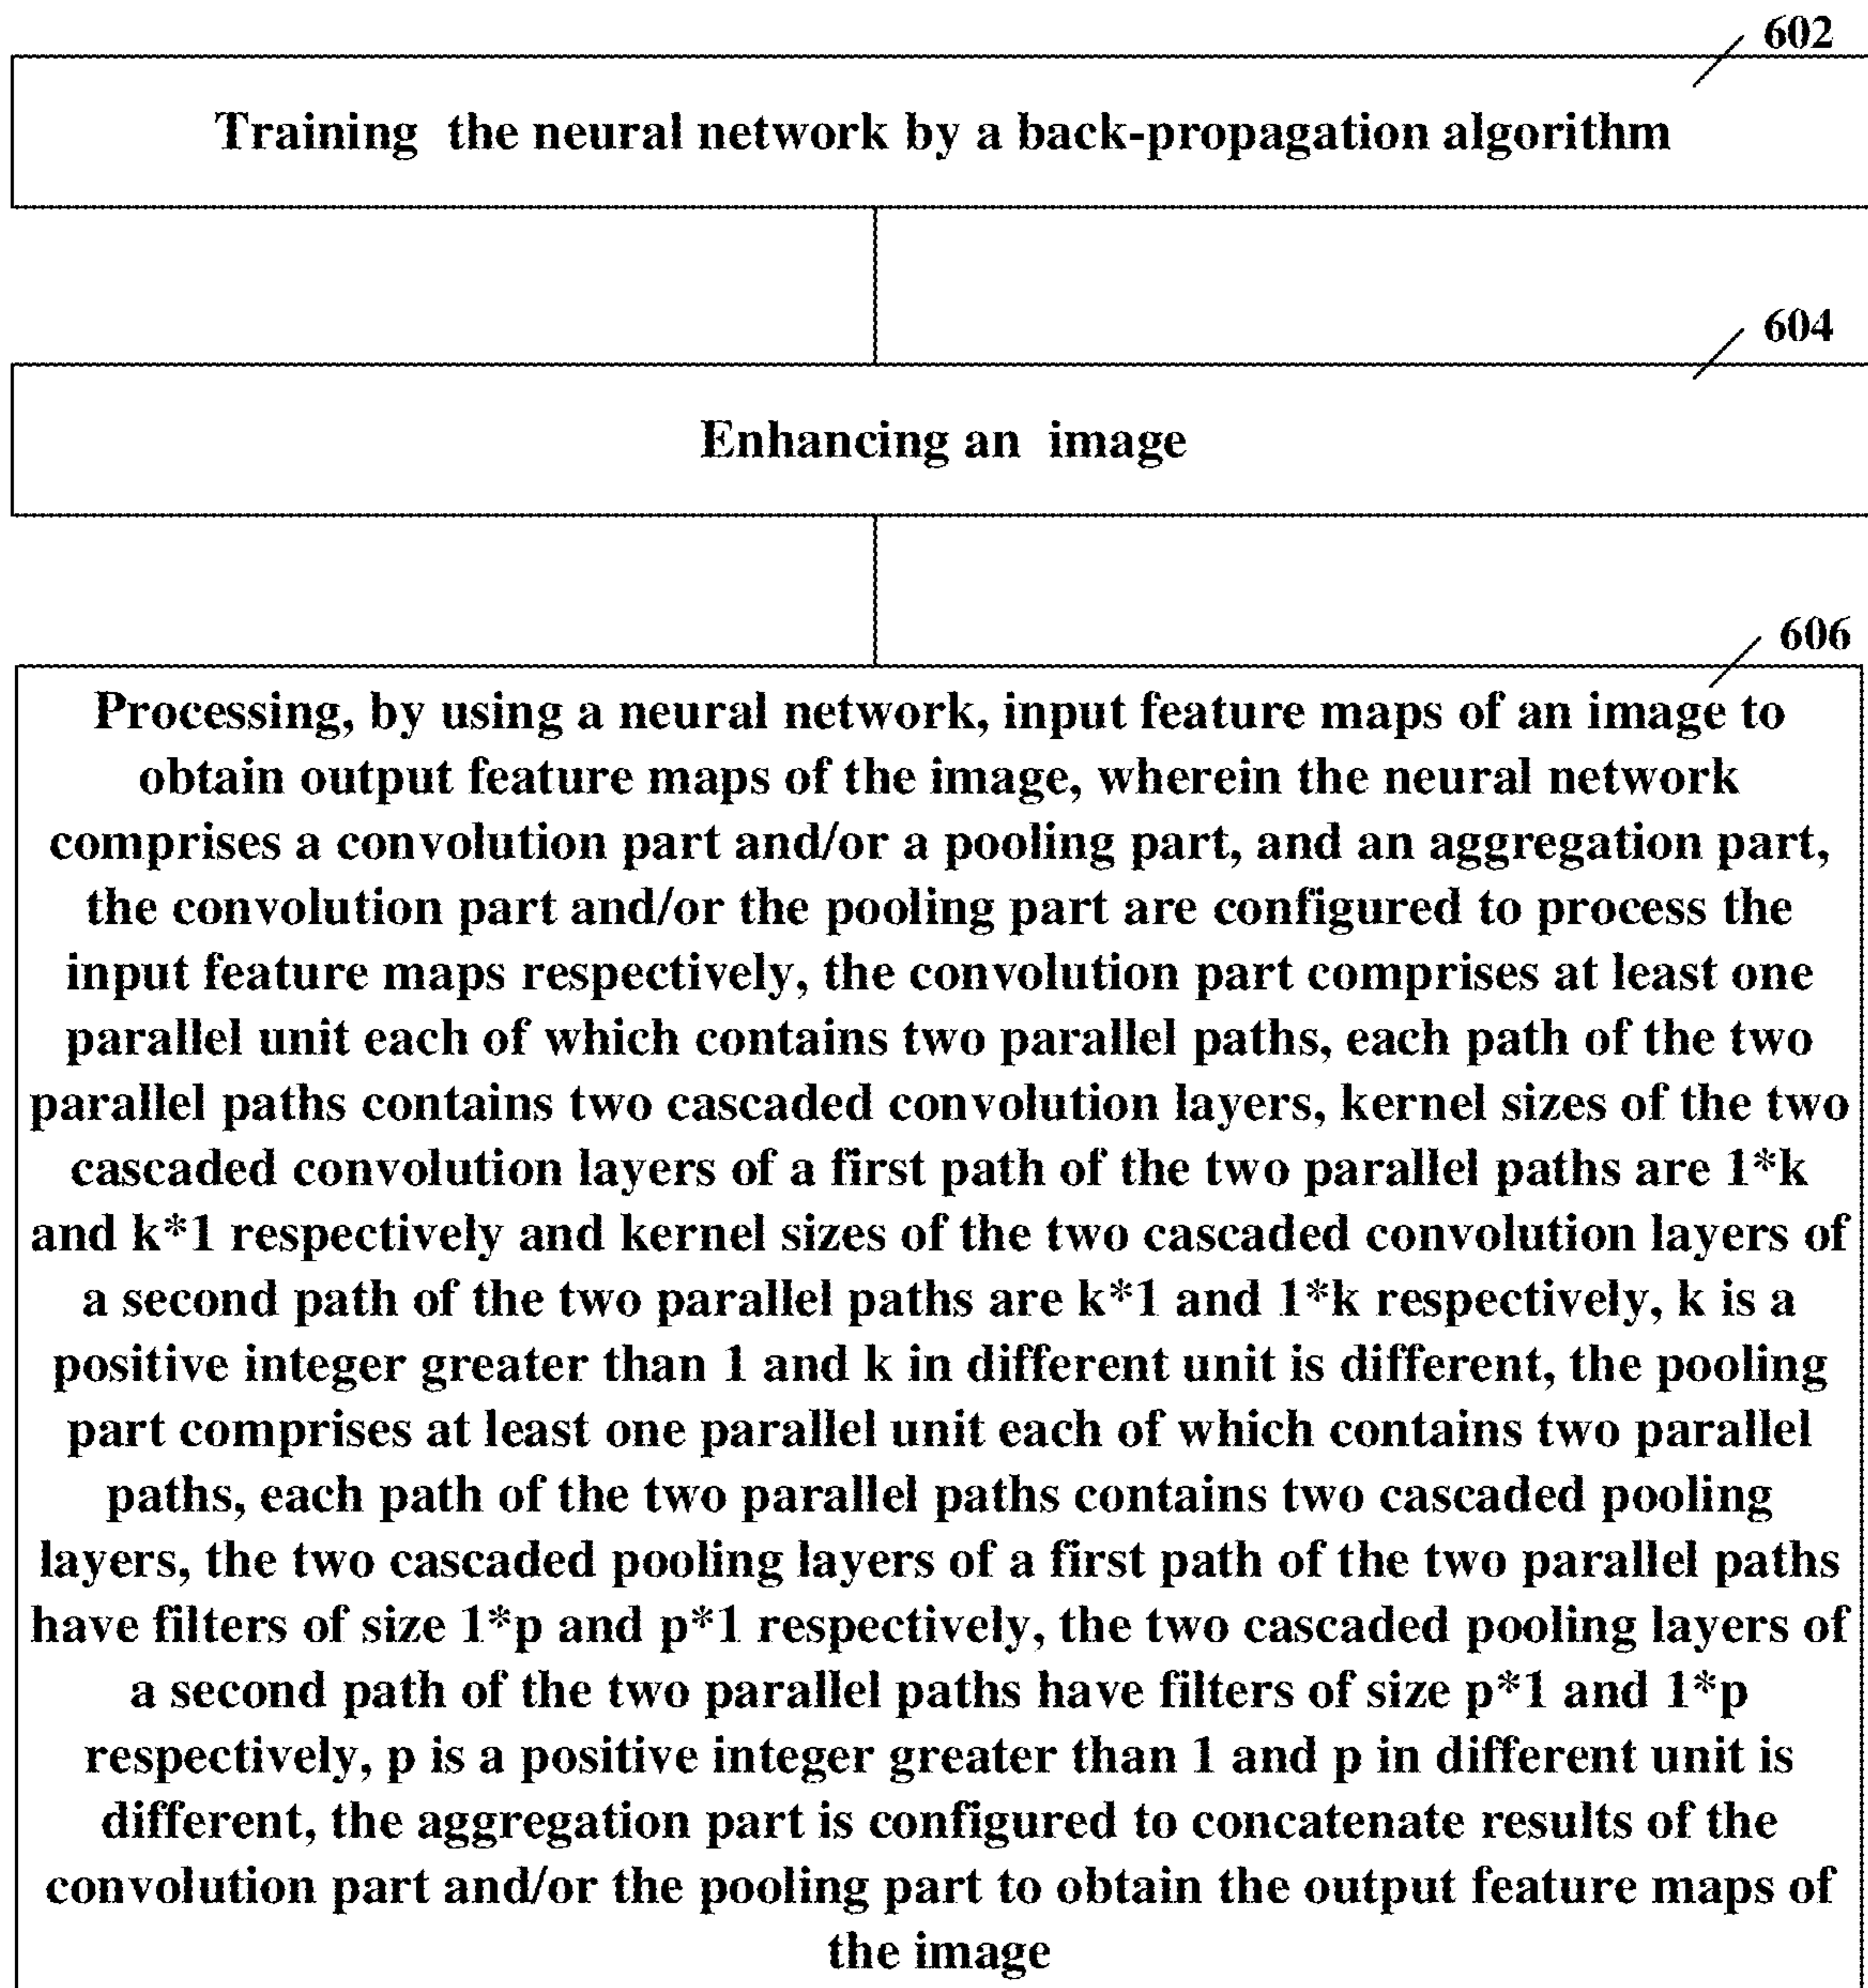 602
Training the neural network by a back-propagation algorithm
604
Enhancing an image
606
Processing, by using a neural network, input feature maps of an image to
obtain output feature maps of the image, wherein the neural network
comprises a convolution part and/or a pooling part, and an aggregation part,
the convolution part and/or the pooling part are configured to process the
input feature maps respectively, the convolution part comprises at least one
parallel unit each of which contains two parallel paths, each path of the two
parallel paths contains two cascaded convolution layers, kernel sizes of the two
cascaded convolution layers of a first path of the two parallel paths are 1*k
and k*1 respectively and kernel sizes of the two cascaded convolution layers of
a second path of the two parallel paths are k*1 and 1*k respectively, k is a
positive integer greater than 1 and k in different unit is different, the pooling
part comprises at least one parallel unit each of which contains two parallel
paths, each path of the two parallel paths contains two cascaded pooling
layers, the two cascaded pooling layers of a first path of the two parallel paths
have filters of size 1*p and p*1 respectively, the two cascaded pooling layers of
a second path of the two parallel paths have filters of size p*1 and 1*p
respectively, p is a positive integer greater than 1 and p in different unit is
different, the aggregation part is configured to concatenate results of the
convolution part and/or the pooling part to obtain the output feature maps of
the image